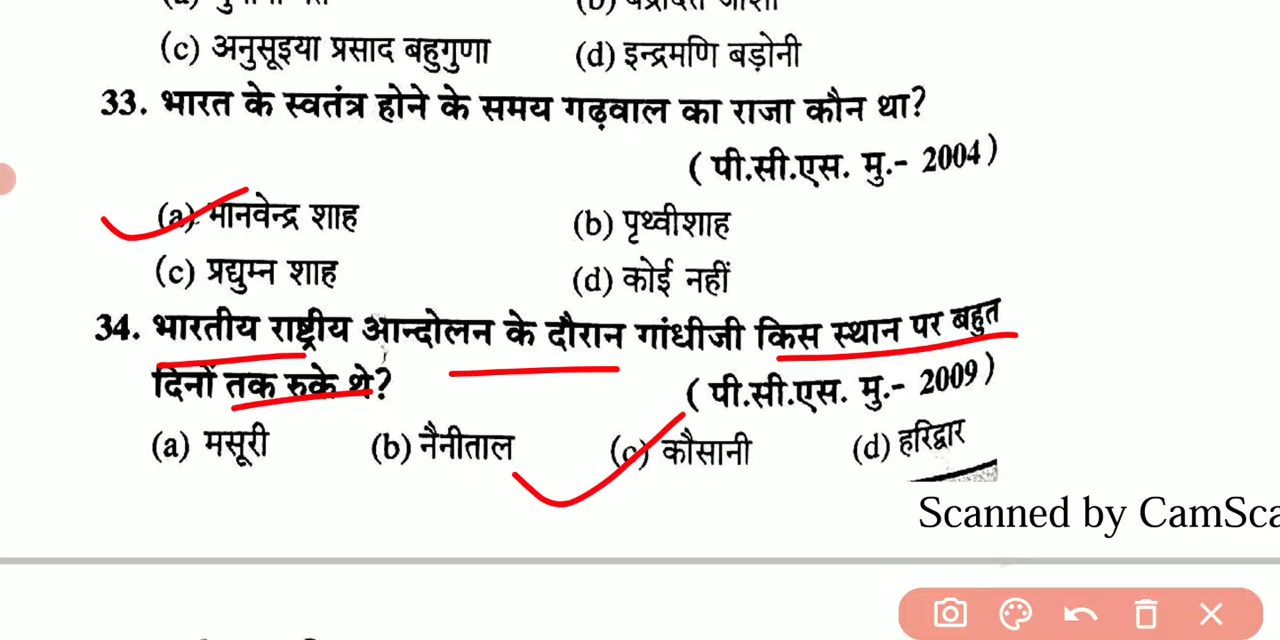 (c) अनुसूइया प्रसाद बहुगुणा (d) इन्द्रमणि बड़ोनी
33. भारत के स्वतंत्र होने के समय गढ़वाल का राजा कौन था?
( पी.सी.एस. मु.- 2004 )
(a) मानवेन्द्र शाह (b) पृथ्वीशाह
(c) प्रद्युम्न शाह (d) कोई नहीं
34. भारतीय राष्ट्रीय आन्दोलन के दौरान गांधीजी किस स्थान पर बहुत
दिनों तक रुके थे? ( पी.सी.एस. मु.- 2009 )
(a) मसूरी (b) नैनीताल (c) कौसानी (d) हरिद्वार
Scanned by